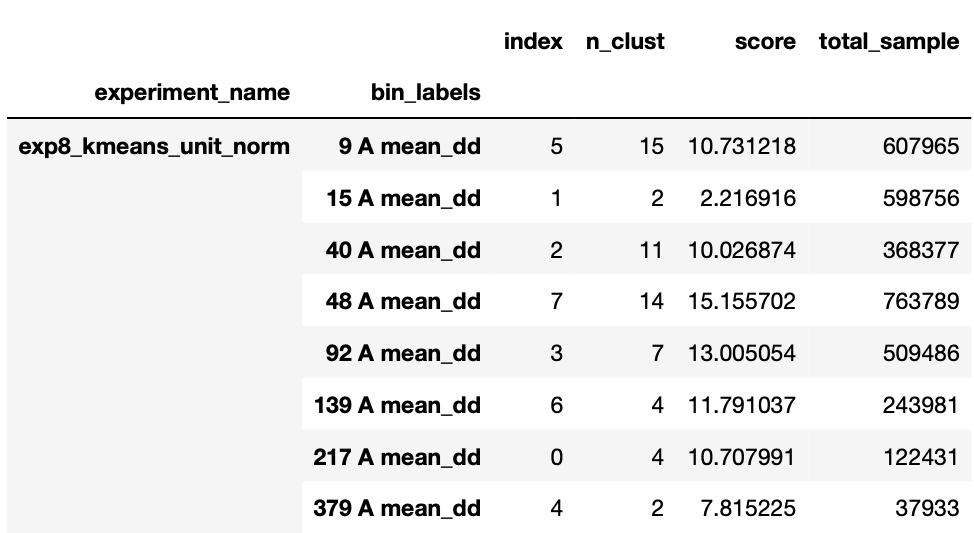 index n_clust score total_sample
experiment_name bin_labels
exp8_kmeans_unit_norm 9 A mean_dd 5 15 10.731218 607965
15 A mean_dd 1 2 2.216916 598756
40 A mean_dd 2 11 10.026874 368377
48 A mean_dd 7 14 15.155702 763789
92 A mean_dd 3 7 13.005054 509486
139 A mean_dd 6 4 11.791037 243981
217 A mean_dd 0 4 10.707991 122431
379 A mean_dd 4 2 7.815225 37933